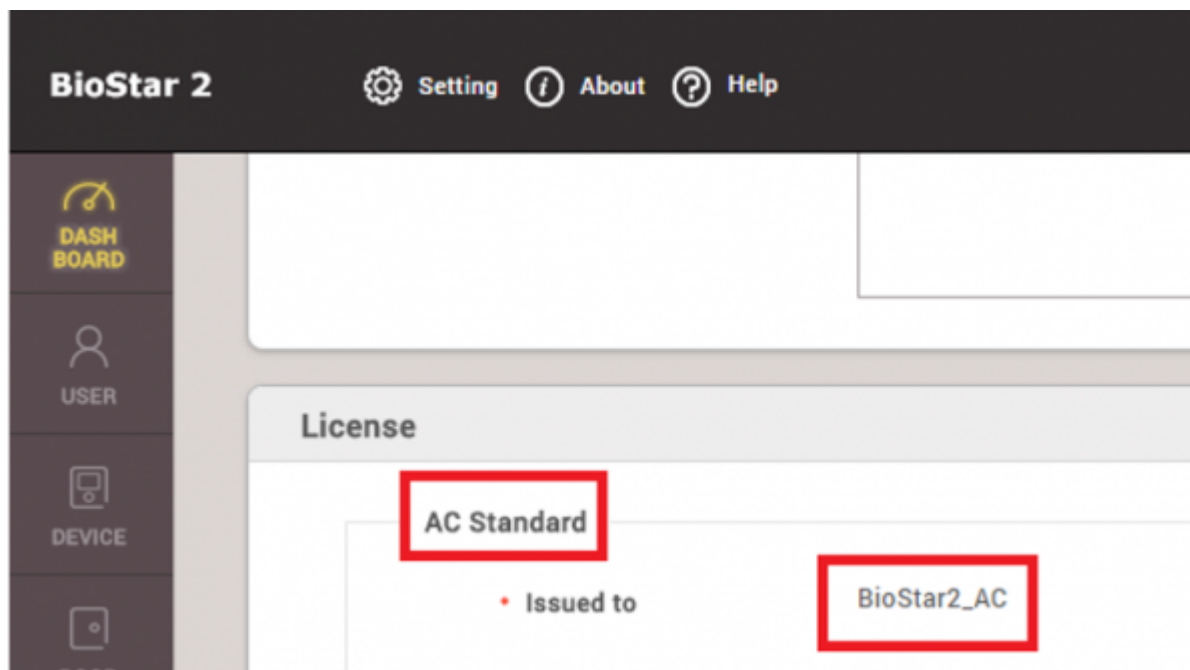 BioStar 2
Setting
About
Help
DASH
BOARD
USER
DEVICE
License
AC Standard
• Issued to
BioStar2_AC